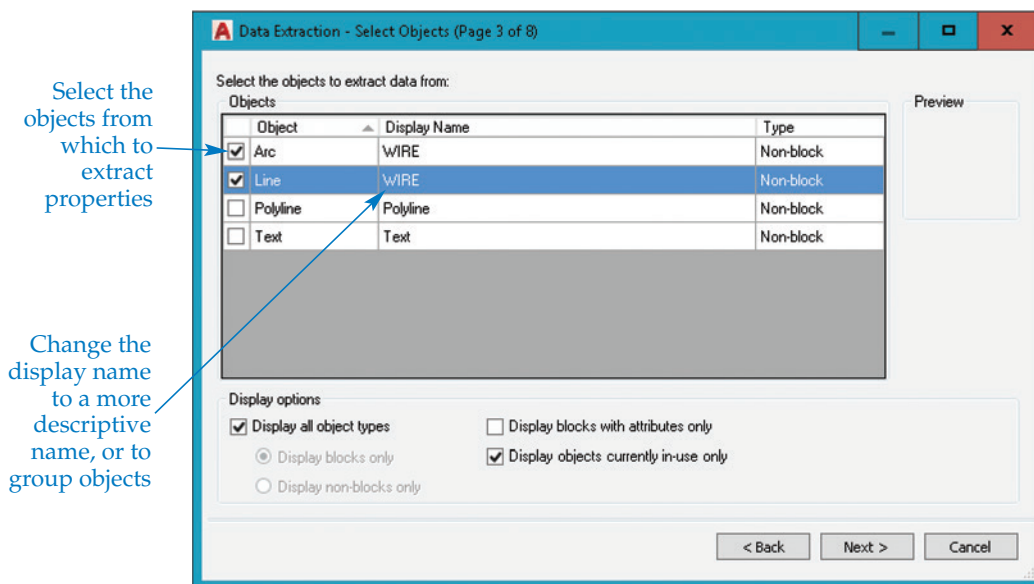 Data Extraction - Select Objects (Page 3 of 8)
Select the objects to extract data from:
Objects
Preview
Object Display Name Type
Arc WIRE Non-block
Line WIRE Non-block
Polyline Polyline Non-block
Text Text Non-block
Display options
Display all object types
Display blocks only
Display non-blocks only
Display blocks with attributes only
Display objects currently in-use only
< Back Next > Cancel
Select the
objects from
which to
extract
properties
Change the
display name
to a more
descriptive
name, or to
group objects